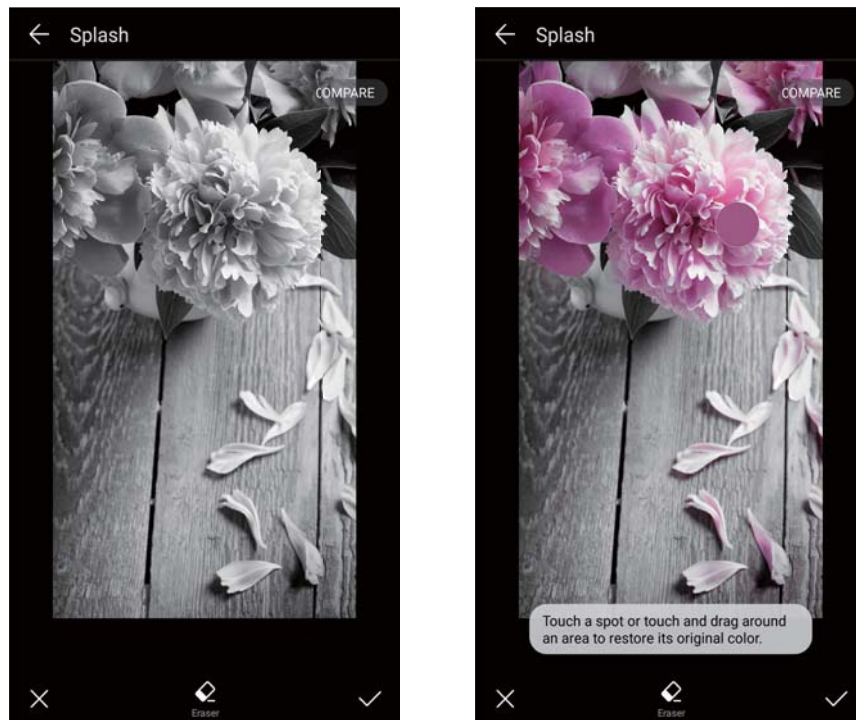 Splash
COMPARE
Eraser
Splash
COMPARE
Touch a spot or touch and drag around
an area to restore its original color.
Eraser